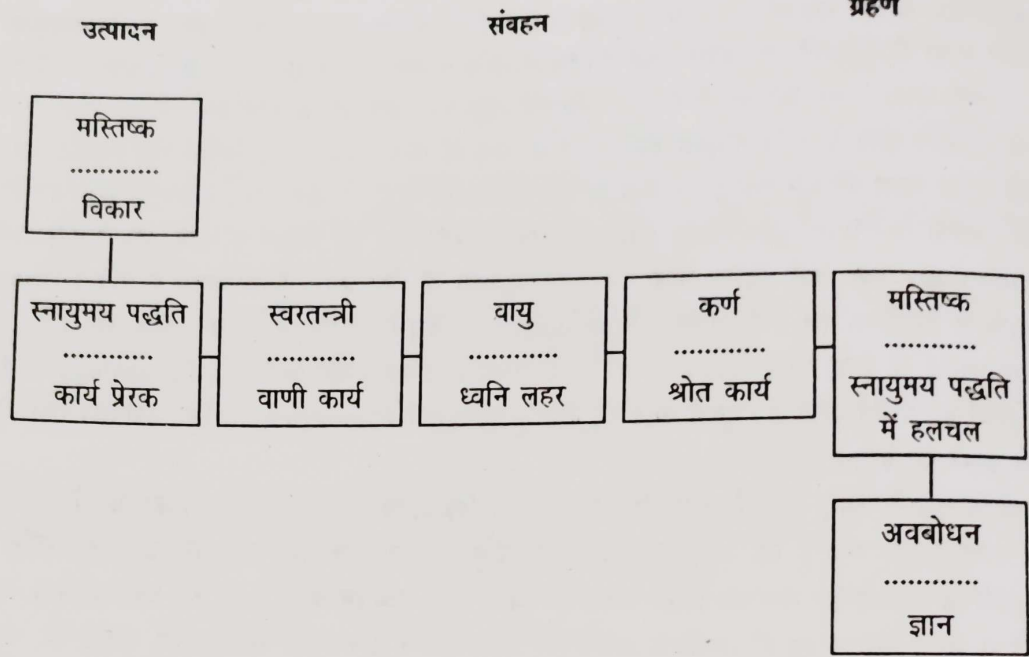 उत्पादन
संवहन
ग्रहण
मस्तिष्क
............
विकार
स्नायुमय पद्धति
............
कार्य प्रेरक
स्वरतन्त्री
............
वाणी कार्य
वायु
............
ध्वनि लहर
कर्ण
............
श्रोत कार्य
मस्तिष्क
............
स्नायुमय पद्धति
में हलचल
अवबोधन
............
ज्ञान